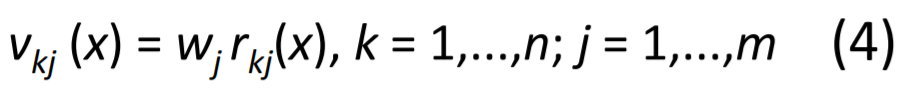 v_kj (x) = w_j r_kj(x), k = 1,...,n; j = 1,...,m (4)